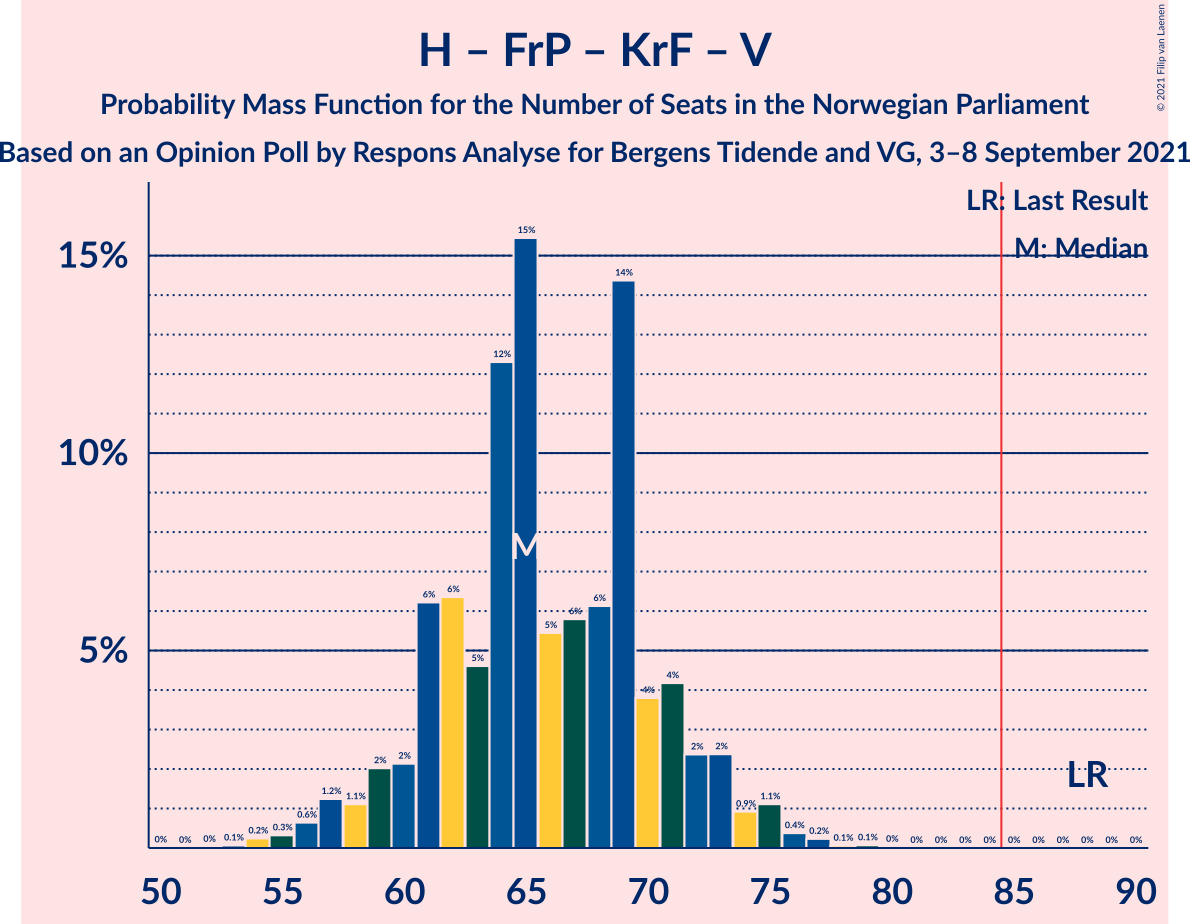 H – FrP – KrF – V
Probability Mass Function for the Number of Seats in the Norwegian Parliament
Based on an Opinion Poll by Respons Analyse for Bergens Tidende and VG, 3–8 September 2021
© 2021 Filip van Laenen
LR: Last Result
M: Median
15%
10%
5%
0% 0% 0% 0.1% 0.2% 0.3% 0.6% 1.2% 1.1% 2% 2% 6% 6% 5% 12% 15% 5% 6% 6% 14% 4% 4% 2% 2% 0.9% 1.1% 0.4% 0.2% 0.1% 0.1% 0% 0% 0% 0% 0% 0% 0% 0% 0% 0% 0%
M
LR
50 55 60 65 70 75 80 85 90